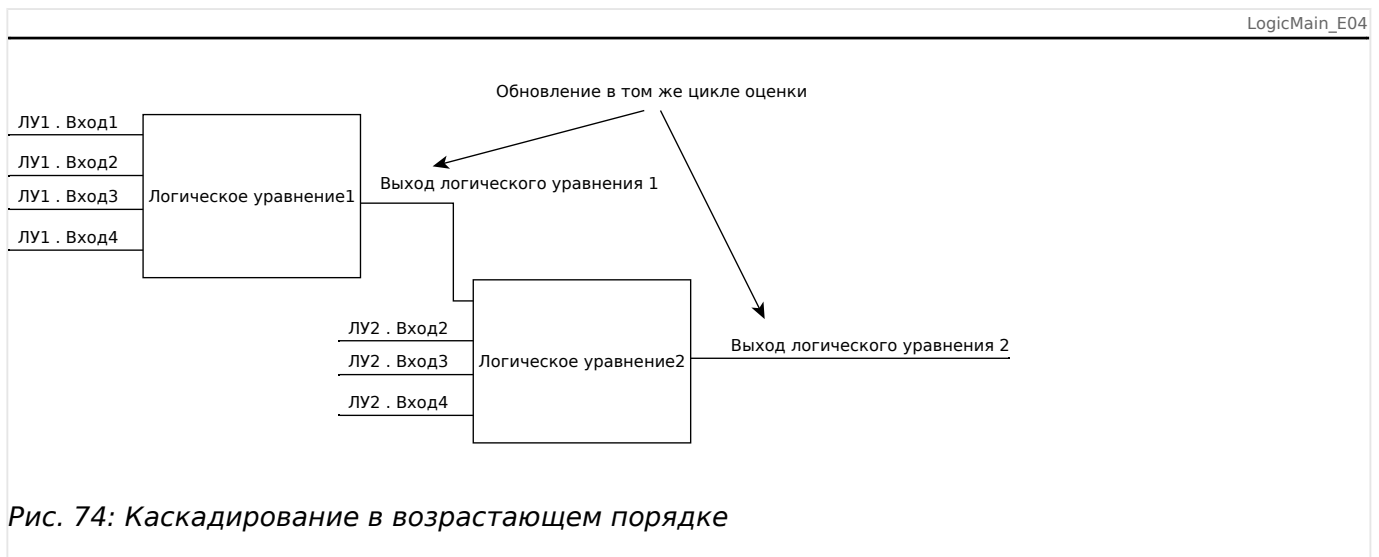 LogicMain_E04
Обновление в том же цикле оценки
ЛУ1 . Вход1
ЛУ1 . Вход2
ЛУ1 . Вход3
ЛУ1 . Вход4
Логическое уравнение1
Выход логического уравнения 1
ЛУ2 . Вход2
ЛУ2 . Вход3
ЛУ2 . Вход4
Логическое уравнение2
Выход логического уравнения 2
Рис. 74: Каскадирование в возрастающем порядке